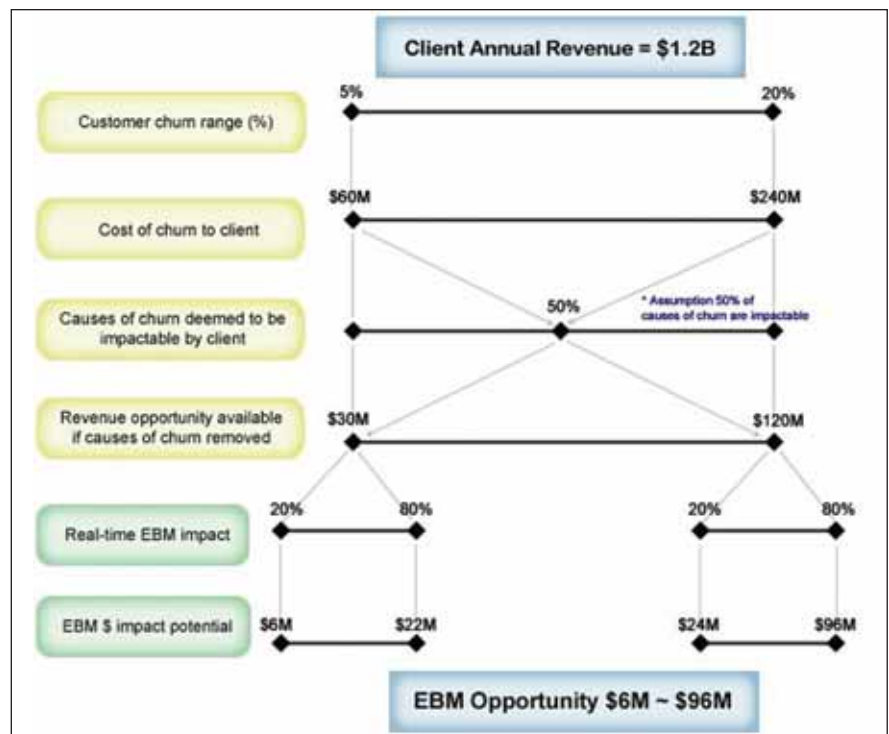 Client Annual Revenue = $1.2B
5%
20%
Customer churn range (%)
$60M
$240M
Cost of churn to client
50%
* Assumption 50% of
causes of churn are impactable
Causes of churn deemed to be
impactable by client
Revenue opportunity available
if causes of churn removed
$30M
$120M
20%
80%
20%
80%
Real-time EBM impact
EBM $ impact potential
$6M
$22M
$24M
$96M
EBM Opportunity $6M ~ $96M